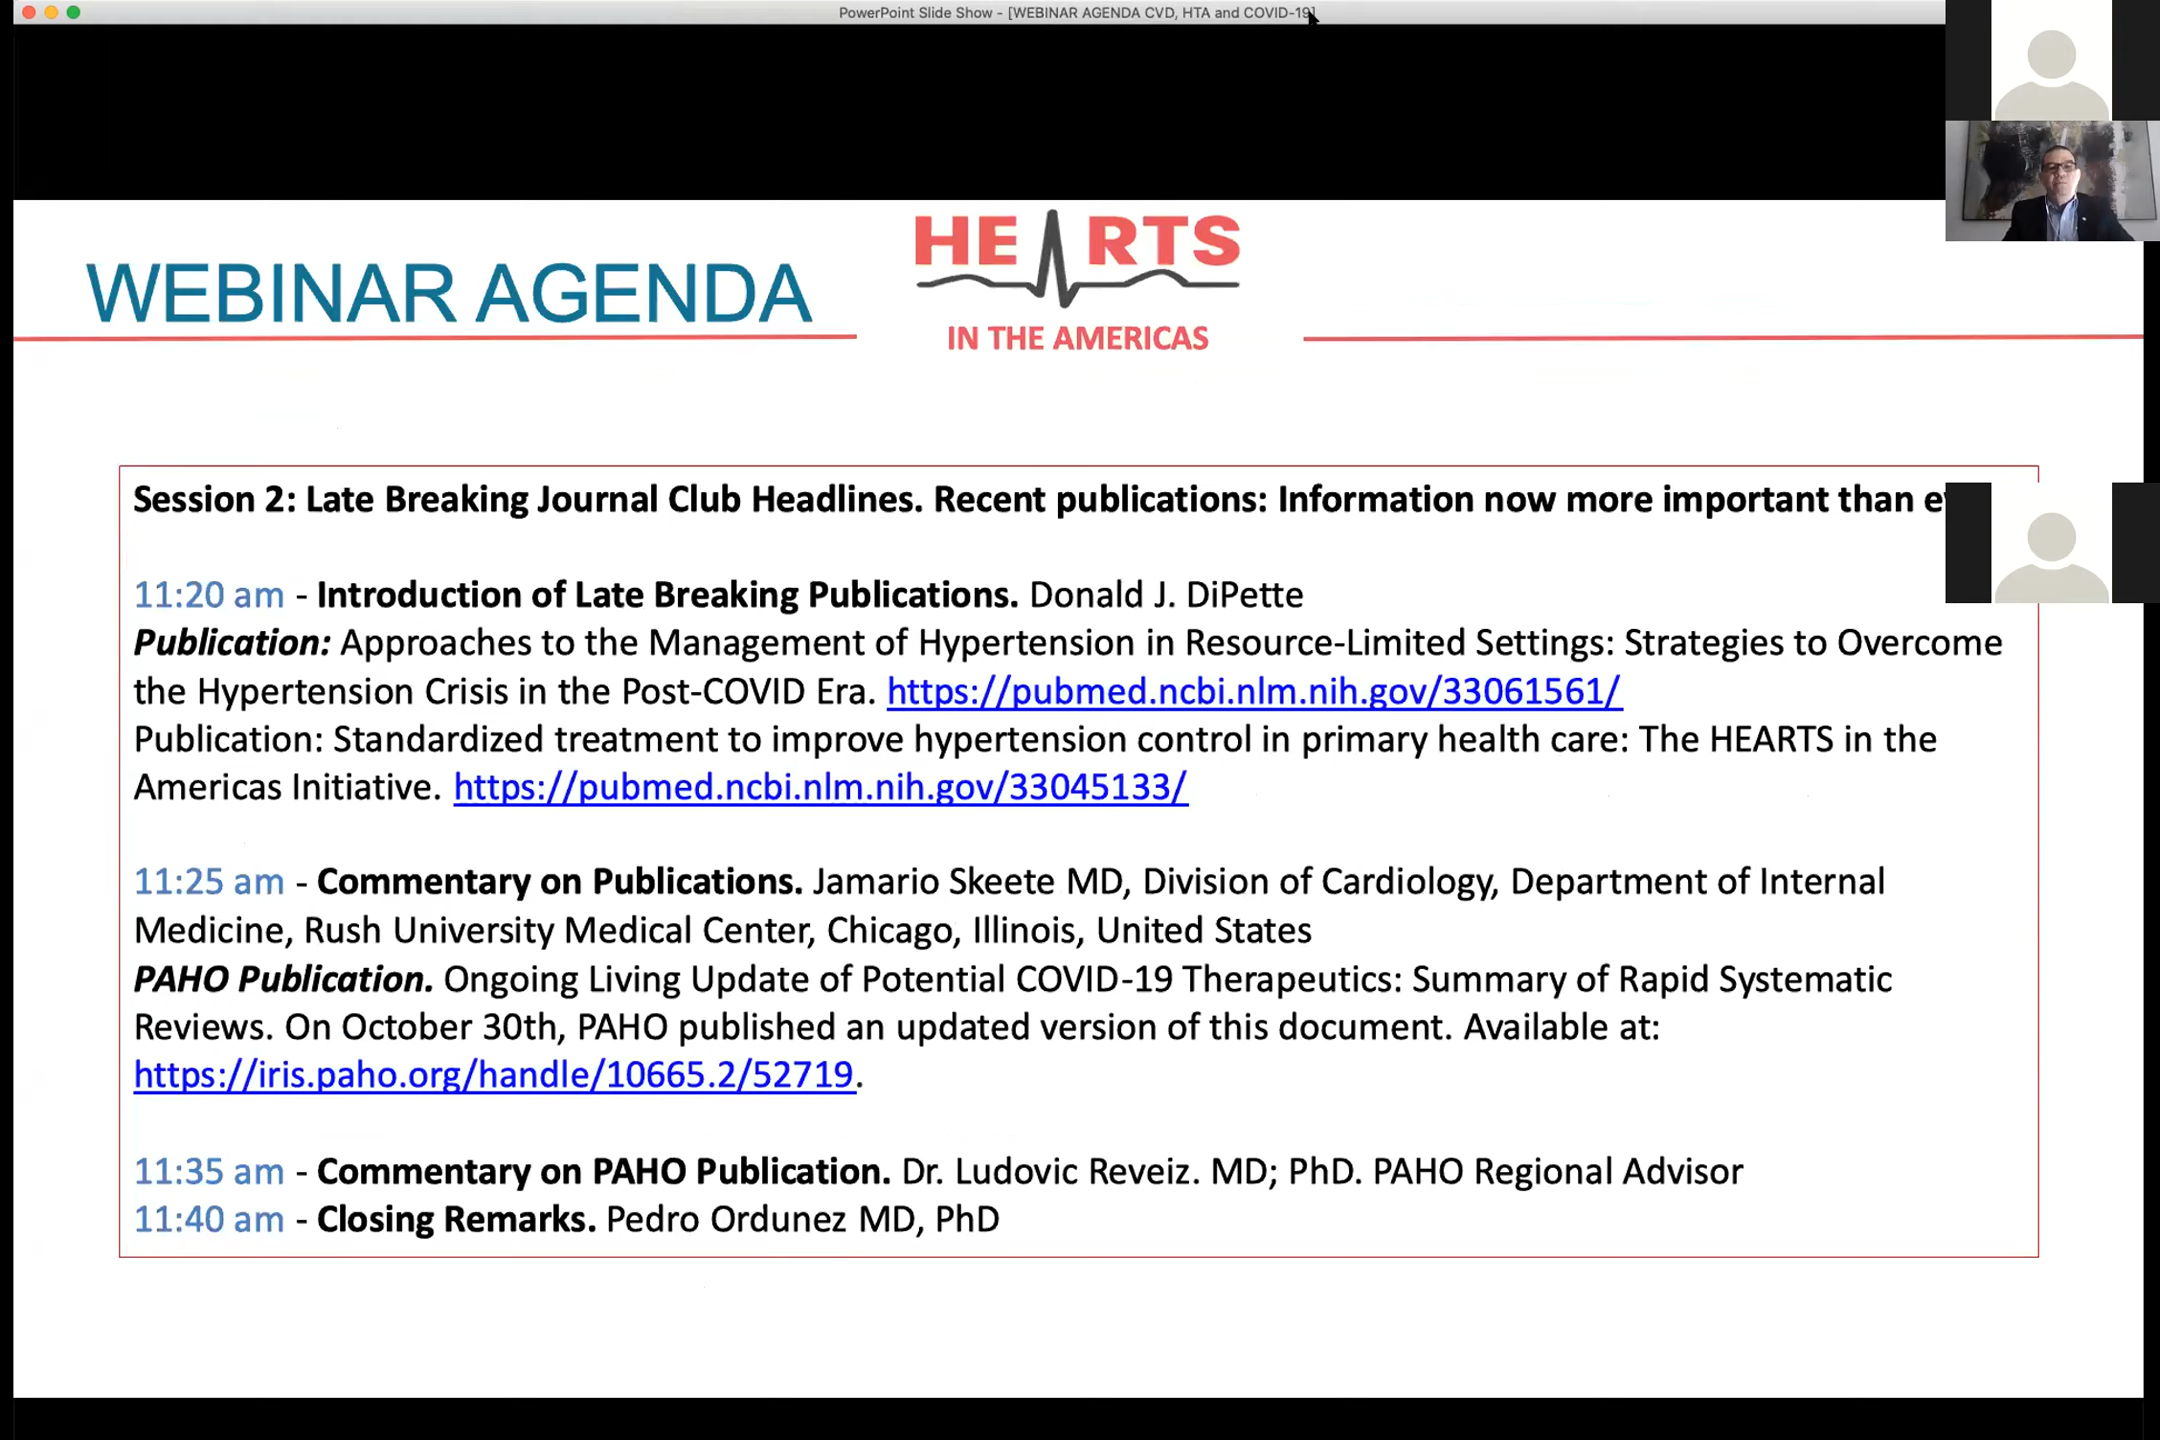 PowerPoint Slide Show - [WEBINAR AGENDA CVD, HTA and COVID-19]
WEBINAR AGENDA
HEARTS
IN THE AMERICAS
Session 2: Late Breaking Journal Club Headlines. Recent publications: Information now more important than
11:20 am - Introduction of Late Breaking Publications. Donald J. DiPette
Publication: Approaches to the Management of Hypertension in Resource-Limited Settings: Strategies to Overcome
the Hypertension Crisis in the Post-COVID Era. https://pubmed.ncbi.nlm.nih.gov/33061561/
Publication: Standardized treatment to improve hypertension control in primary health care: The HEARTS in the
Americas Initiative. https://pubmed.ncbi.nlm.nih.gov/33045133/
11:25 am - Commentary on Publications. Jamario Skeete MD, Division of Cardiology, Department of Internal
Medicine, Rush University Medical Center, Chicago, Illinois, United States
PAHO Publication. Ongoing Living Update of Potential COVID-19 Therapeutics: Summary of Rapid Systematic
Reviews. On October 30th, PAHO published an updated version of this document. Available at:
https://iris.paho.org/handle/10665.2/52719.
11:35 am - Commentary on PAHO Publication. Dr. Ludovic Reveiz. MD; PhD. PAHO Regional Advisor
11:40 am - Closing Remarks. Pedro Ordunez MD, PhD